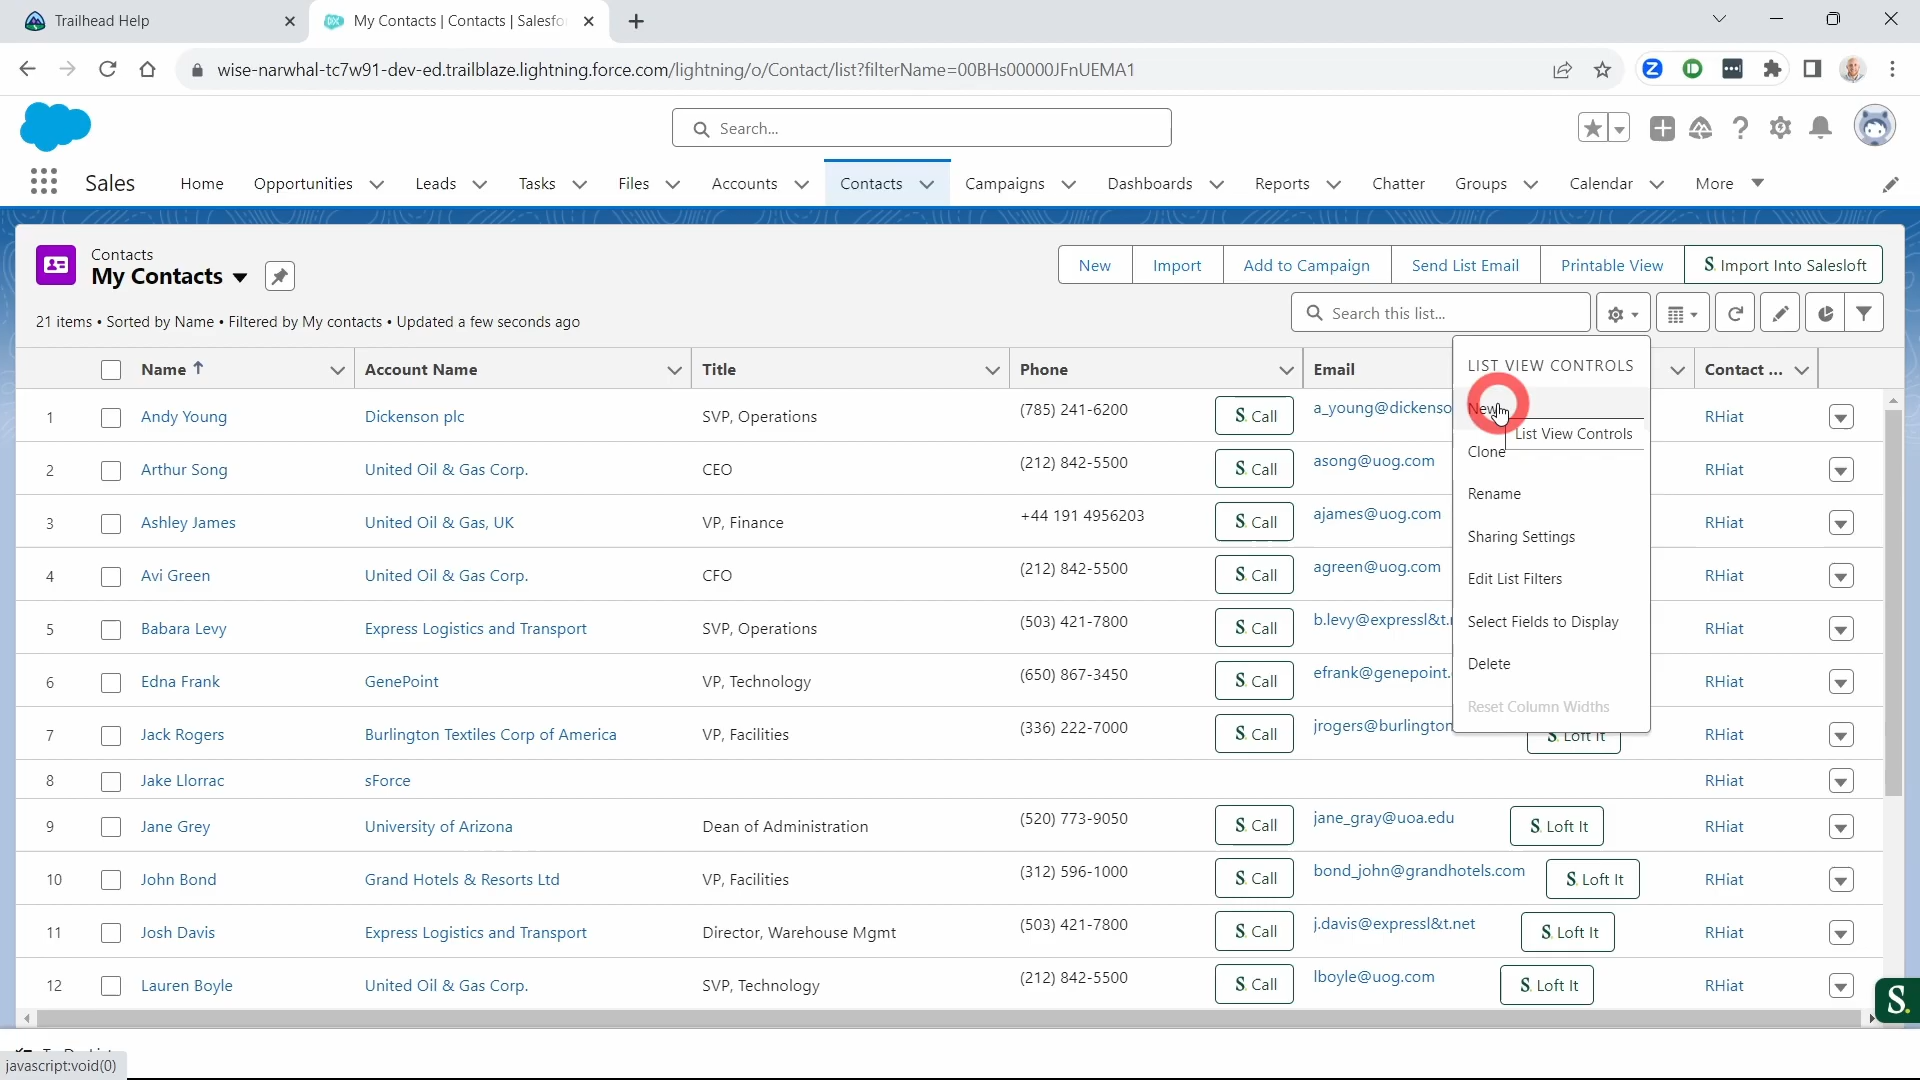 Trailhead Help
My Contacts | Contacts | Salesfo
wise-narwhal-tc7w91-dev-ed.trailblaze.lightning.force.com/lightning/o/Contact/list?filterName=00BHs00000JFnUEMA1
Search...
Sales Home Opportunities Leads Tasks Files Accounts Contacts Campaigns Dashboards Reports Chatter Groups Calendar More
Contacts
My Contacts
New Import Add to Campaign Send List Email Printable View S. Import Into Salesloft
21 items • Sorted by Name • Filtered by My contacts • Updated a few seconds ago
Search this list...
Name Account Name Title Phone Email Contact ...
LIST VIEW CONTROLS
New
List View Controls
Clone
Rename
Sharing Settings
Edit List Filters
Select Fields to Display
Delete
Reset Column Widths
1 Andy Young Dickenson plc SVP, Operations (785) 241-6200 S. Call a_young@dickenso RHiat
2 Arthur Song United Oil & Gas Corp. CEO (212) 842-5500 S. Call asong@uog.com RHiat
3 Ashley James United Oil & Gas, UK VP, Finance +44 191 4956203 S. Call ajames@uog.com RHiat
4 Avi Green United Oil & Gas Corp. CFO (212) 842-5500 S. Call agreen@uog.com RHiat
5 Babara Levy Express Logistics and Transport SVP, Operations (503) 421-7800 S. Call b.levy@expressl&t. RHiat
6 Edna Frank GenePoint VP, Technology (650) 867-3450 S. Call efrank@genepoint. RHiat
7 Jack Rogers Burlington Textiles Corp of America VP, Facilities (336) 222-7000 S. Call jrogers@burlington S. Loft It RHiat
8 Jake Llorrac sForce RHiat
9 Jane Grey University of Arizona Dean of Administration (520) 773-9050 S. Call jane_gray@uoa.edu S. Loft It RHiat
10 John Bond Grand Hotels & Resorts Ltd VP, Facilities (312) 596-1000 S. Call bond_john@grandhotels.com S. Loft It RHiat
11 Josh Davis Express Logistics and Transport Director, Warehouse Mgmt (503) 421-7800 S. Call j.davis@expressl&t.net S. Loft It RHiat
12 Lauren Boyle United Oil & Gas Corp. SVP, Technology (212) 842-5500 S. Call lboyle@uog.com S. Loft It RHiat
S.
javascript:void(0)